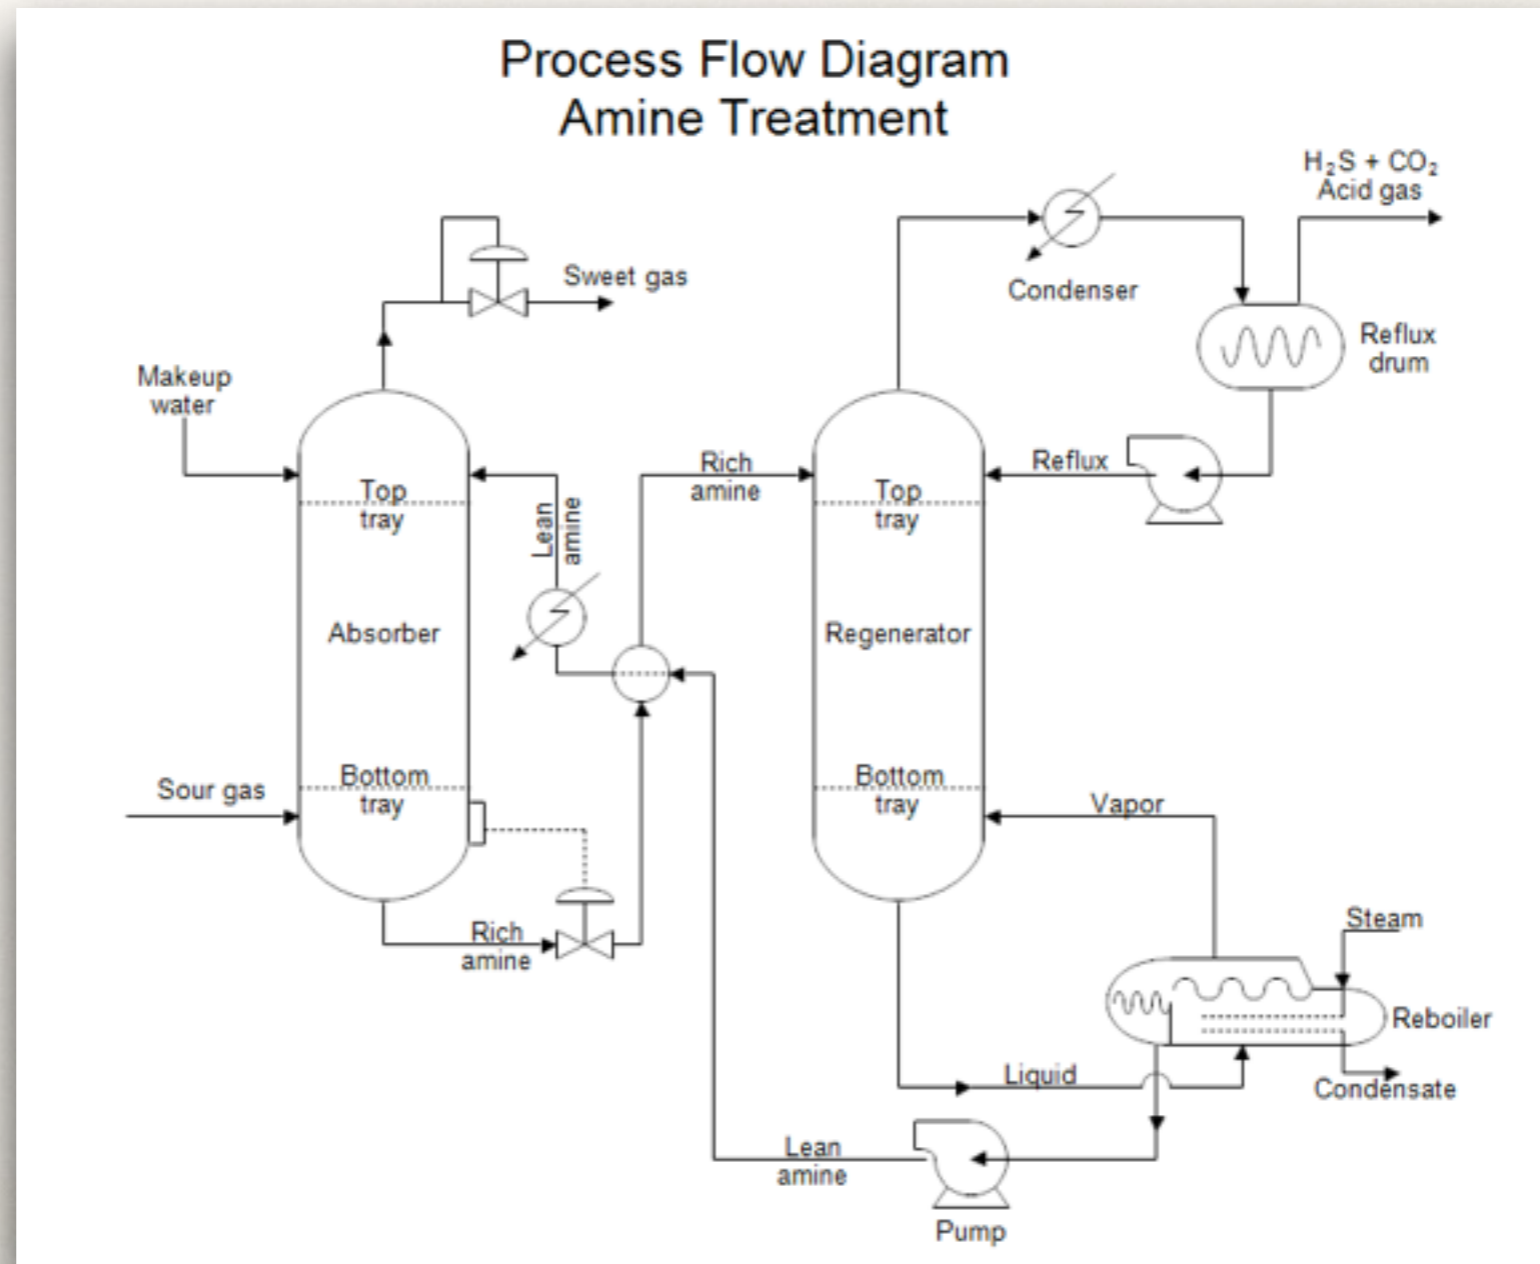 Process Flow Diagram
Amine Treatment
H₂S + CO₂
Acid gas
Sweet gas
Condenser
Reflux
drum
Makeup
water
Rich
amine
Reflux
Top
tray
Lean
amine
Top
tray
Absorber
Regenerator
Sour gas
Bottom
tray
Bottom
tray
Vapor
Rich
amine
Steam
Reboiler
Liquid
Condensate
Lean
amine
Pump